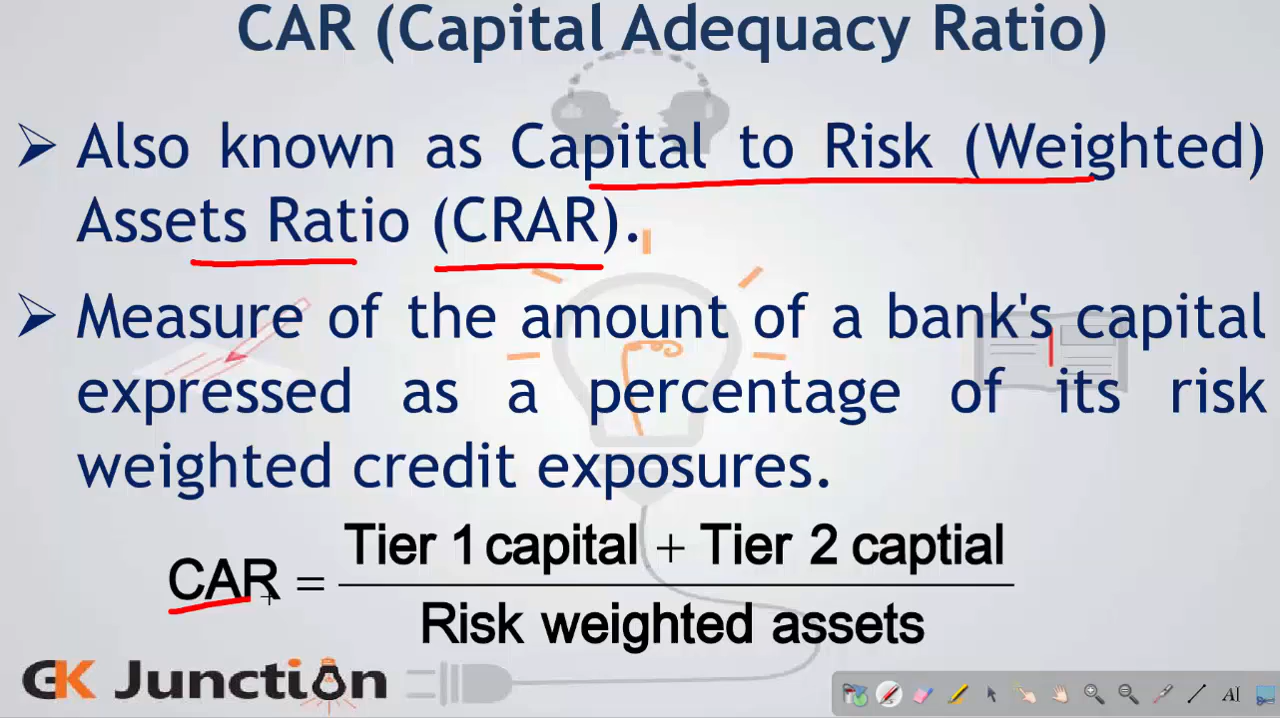 CAR (Capital Adequacy Ratio)
Also known as Capital to Risk (Weighted)
Assets Ratio (CRAR).
Measure of the amount of a bank's capital
expressed as a percentage of its risk
weighted credit exposures.
Tier 1 capital + Tier 2 captial
CAR =
Risk weighted assets
GK Junction
AI